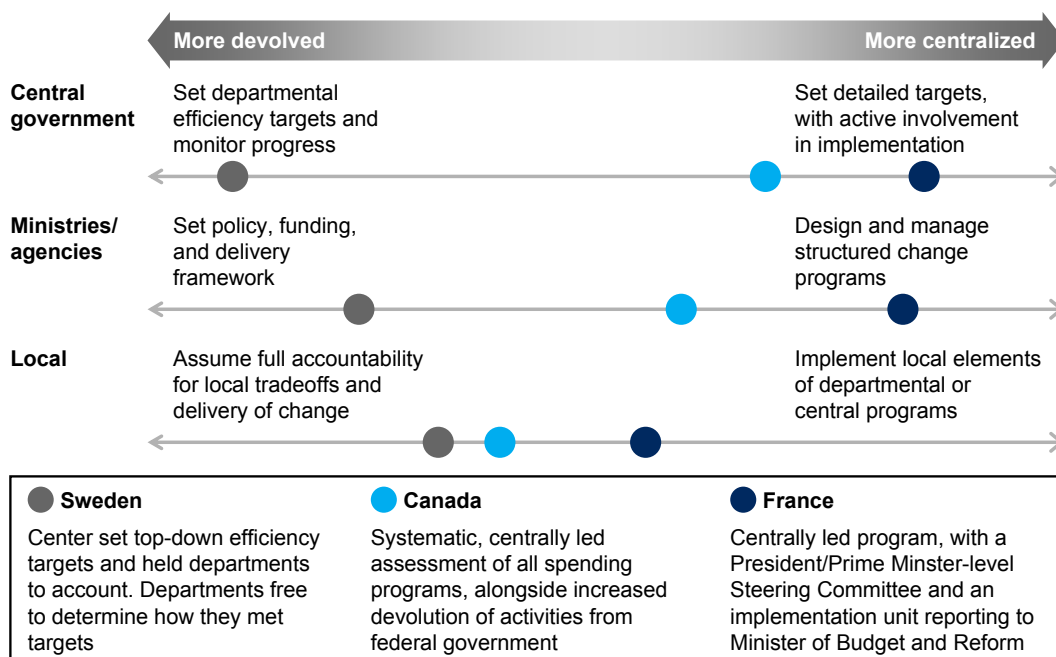 More devolved
More centralized
Central
government
Set departmental
efficiency targets and
monitor progress
Set detailed targets,
with active involvement
in implementation
Ministries/
agencies
Set policy, funding,
and delivery
framework
Design and manage
structured change
programs
Local
Assume full accountability
for local tradeoffs and
delivery of change
Implement local elements
of departmental or
central programs
Sweden
Center set top-down efficiency
targets and held departments
to account. Departments free
to determine how they met
targets
Canada
Systematic, centrally led
assessment of all spending
programs, alongside increased
devolution of activities from
federal government
France
Centrally led program, with a
President/Prime Minster-level
Steering Committee and an
implementation unit reporting to
Minister of Budget and Reform